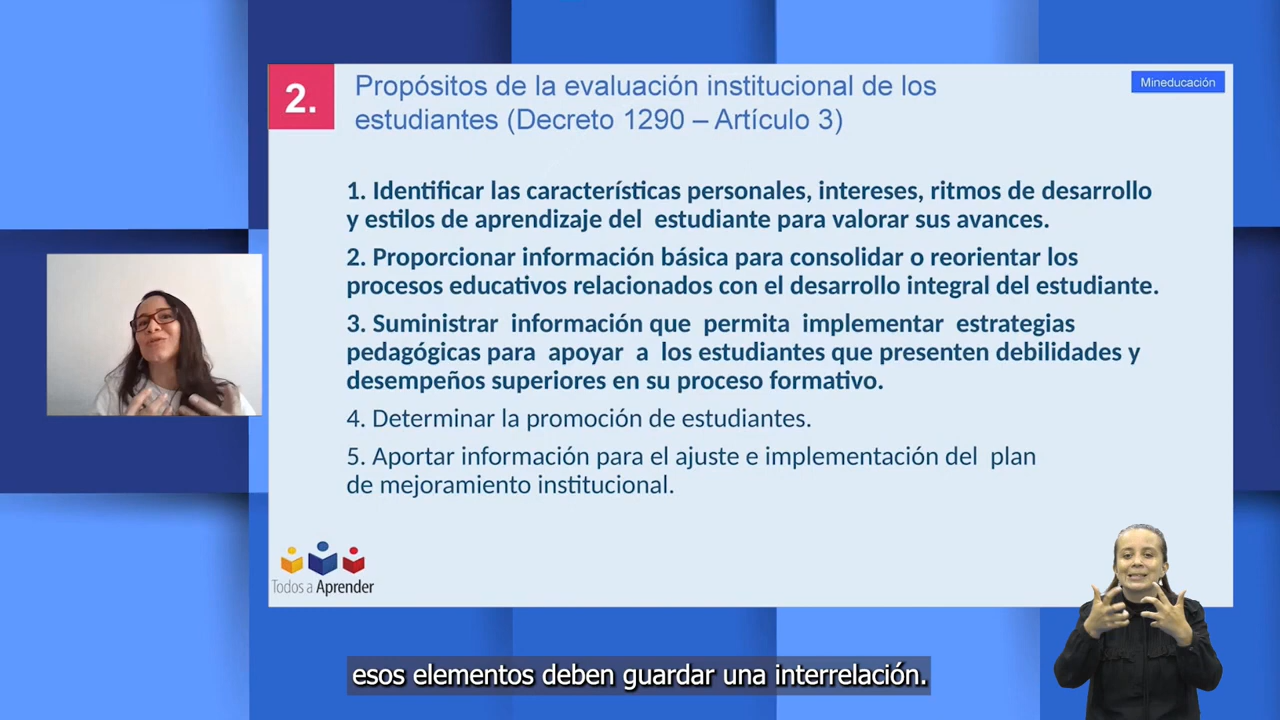 2.
Propósitos de la evaluación institucional de los
estudiantes (Decreto 1290 – Artículo 3)
Mineducación
1. Identificar las características personales, intereses, ritmos de desarrollo
y estilos de aprendizaje del estudiante para valorar sus avances.
2. Proporcionar información básica para consolidar o reorientar los
procesos educativos relacionados con el desarrollo integral del estudiante.
3. Suministrar información que permita implementar estrategias
pedagógicas para apoyar a los estudiantes que presenten debilidades y
desempeños superiores en su proceso formativo.
4. Determinar la promoción de estudiantes.
5. Aportar información para el ajuste e implementación del plan
de mejoramiento institucional.
Todos a Aprender
esos elementos deben guardar una interrelación.